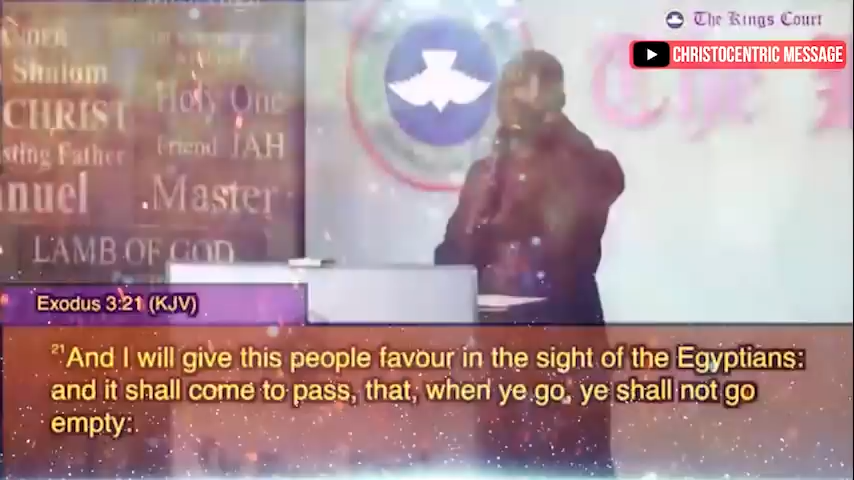 The Kings Court
CHRISTOCENTRIC MESSAGE
Shalom
Holy One
CHRIST
Friend JAH
Father
Master
LAMB OF GOD
The
Exodus 3:21 (KJV)
21And I will give this people favour in the sight of the Egyptians:
and it shall come to pass, that, when ye go, ye shall not go
empty: